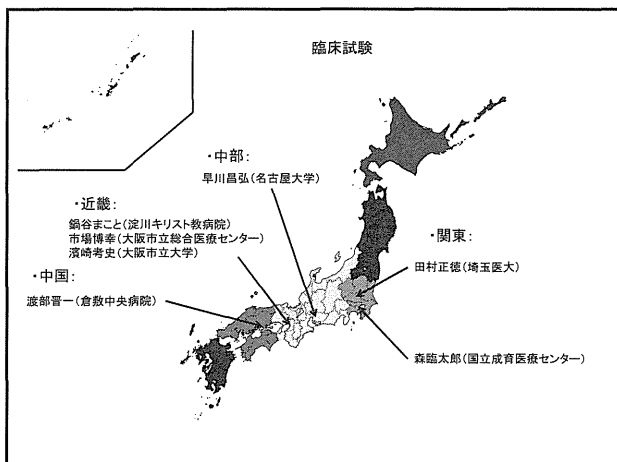 臨床試験
・中部:
早川昌弘(名古屋大学)
・近畿:
鍋谷まこと(淀川キリスト教病院)
市場博幸(大阪市立総合医療センター)
濱崎考史(大阪市立大学)
・関東:
田村正徳(埼玉医大)
・中国:
渡部晋一(倉敷中央病院)
森臨太郎(国立成育医療センター)